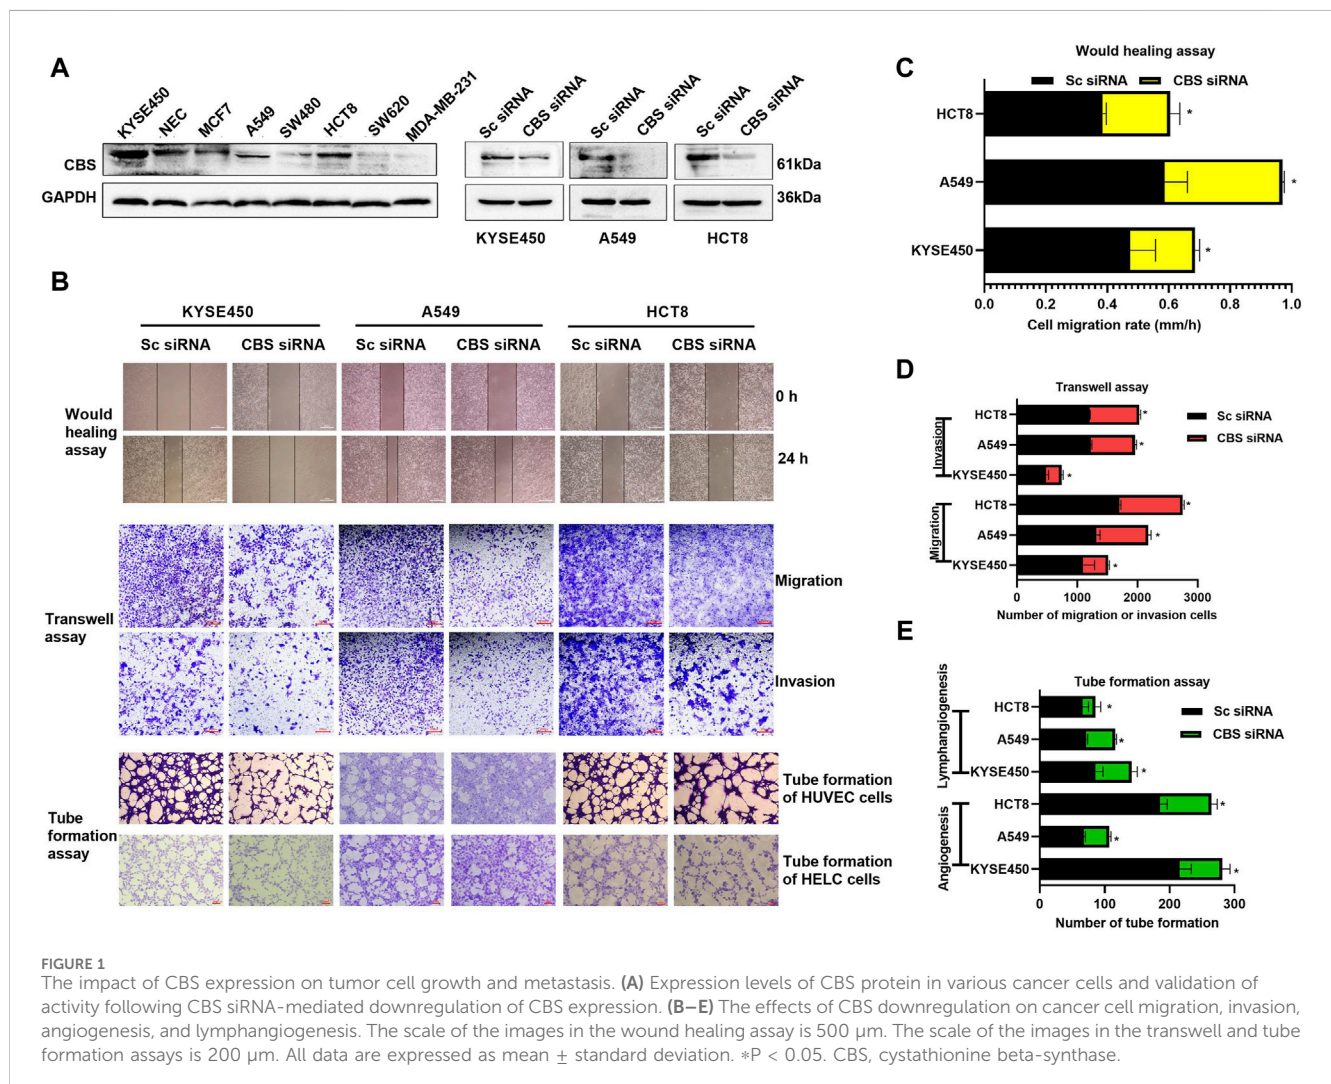 A
KYSE450
NEC
MCF7
A549
SW480
HCT8
SW620
MDA-MB-231
Sc siRNA
CBS siRNA
Sc siRNA
CBS siRNA
Sc siRNA
CBS siRNA
CBS
61kDa
GAPDH
36kDa
KYSE450 A549 HCT8
B
KYSE450 A549 HCT8
Sc siRNA CBS siRNA Sc siRNA CBS siRNA Sc siRNA CBS siRNA
Would
healing
assay
0 h
24 h
Transwell
assay
Migration
Invasion
Tube
formation
assay
Tube formation
of HUVEC cells
Tube formation
of HELC cells
C
Would healing assay
Sc siRNA CBS siRNA
HCT8
A549
KYSE450
*
*
*
0.0 0.2 0.4 0.6 0.8 1.0
Cell migration rate (mm/h)
D
Transwell assay
Sc siRNA
CBS siRNA
Invasion
HCT8
A549
KYSE450
Migration
HCT8
A549
KYSE450
*
*
*
*
*
*
0 1000 2000 3000
Number of migration or invasion cells
E
Tube formation assay
Sc siRNA
CBS siRNA
Lymphangiogenesis
HCT8
A549
KYSE450
Angiogenesis
HCT8
A549
KYSE450
*
*
*
*
*
*
0 100 200 300
Number of tube formation
FIGURE 1
The impact of CBS expression on tumor cell growth and metastasis. (A) Expression levels of CBS protein in various cancer cells and validation of
activity following CBS siRNA-mediated downregulation of CBS expression. (B–E) The effects of CBS downregulation on cancer cell migration, invasion,
angiogenesis, and lymphangiogenesis. The scale of the images in the wound healing assay is 500 μm. The scale of the images in the transwell and tube
formation assays is 200 μm. All data are expressed as mean ± standard deviation. *P < 0.05. CBS, cystathionine beta-synthase.